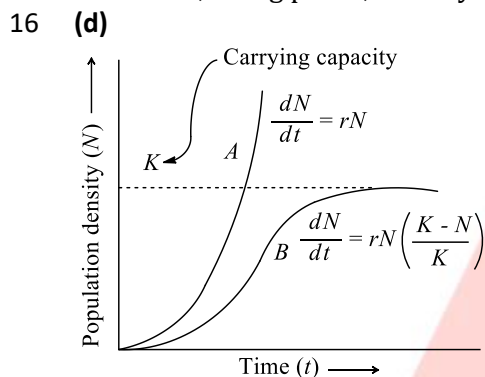 16 (d)
Carrying capacity
K
A
dN/dt = rN
B
dN/dt = rN((K - N)/K)
Population density (N)
Time (t)